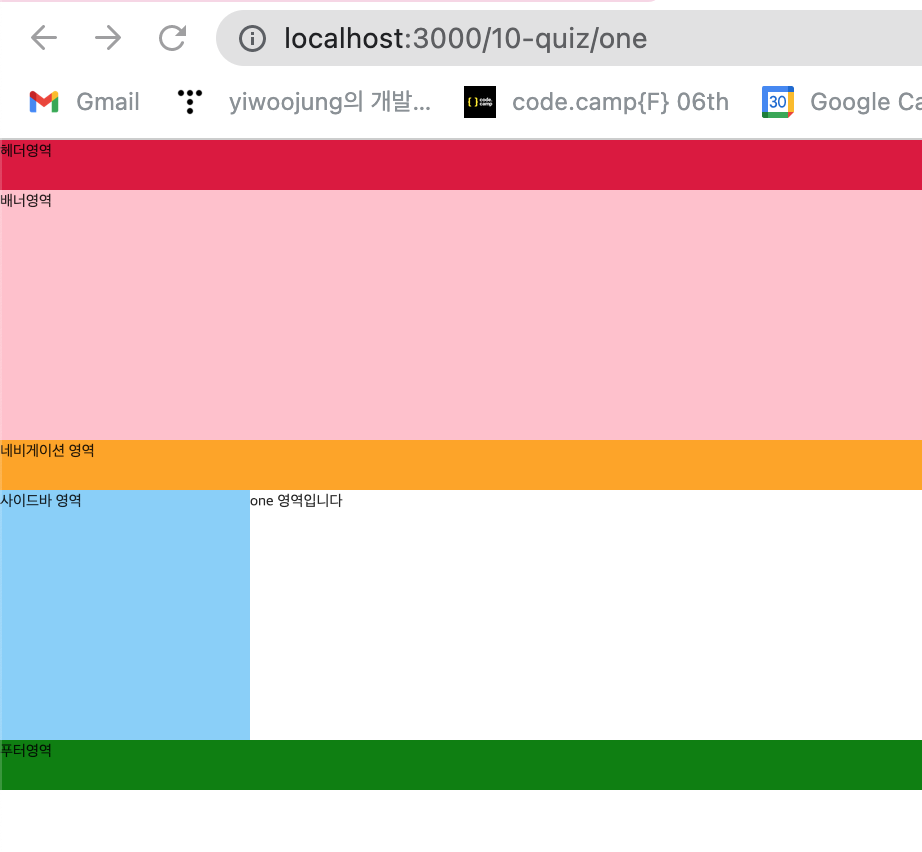 localhost:3000/10-quiz/one
Gmail
yiwoojung의 개발...
{ } code.camp
code.camp{F} 06th
30
Google Ca
헤더영역
배너영역
네비게이션 영역
사이드바 영역
one 영역입니다
푸터영역